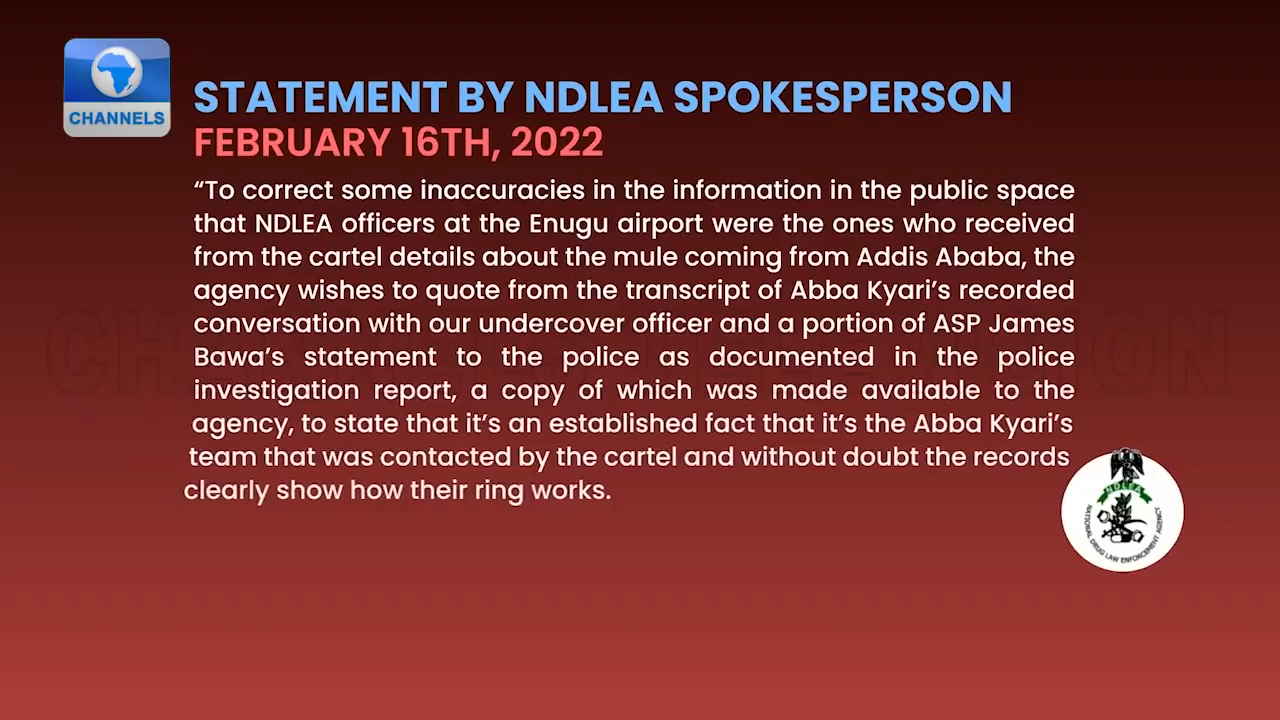 CHANNELS
STATEMENT BY NDLEA SPOKESPERSON
FEBRUARY 16TH, 2022
“To correct some inaccuracies in the information in the public space
that NDLEA officers at the Enugu airport were the ones who received
from the cartel details about the mule coming from Addis Ababa, the
agency wishes to quote from the transcript of Abba Kyari’s recorded
conversation with our undercover officer and a portion of ASP James
Bawa’s statement to the police as documented in the police
investigation report, a copy of which was made available to the
agency, to state that it’s an established fact that it’s the Abba Kyari’s
team that was contacted by the cartel and without doubt the records
clearly show how their ring works.
NDLEA
NATIONAL DRUG LAW ENFORCEMENT AGENCY